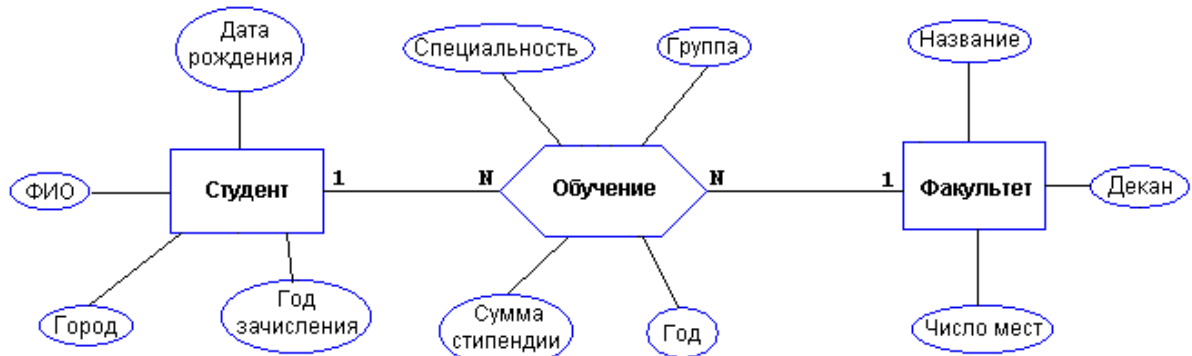 Дата
рождения
Специальность
Группа
Название
ФИО
Студент
1
N
Обучение
N
1
Факультет
Декан
Город
Год
зачисления
Сумма
стипендии
Год
Число мест